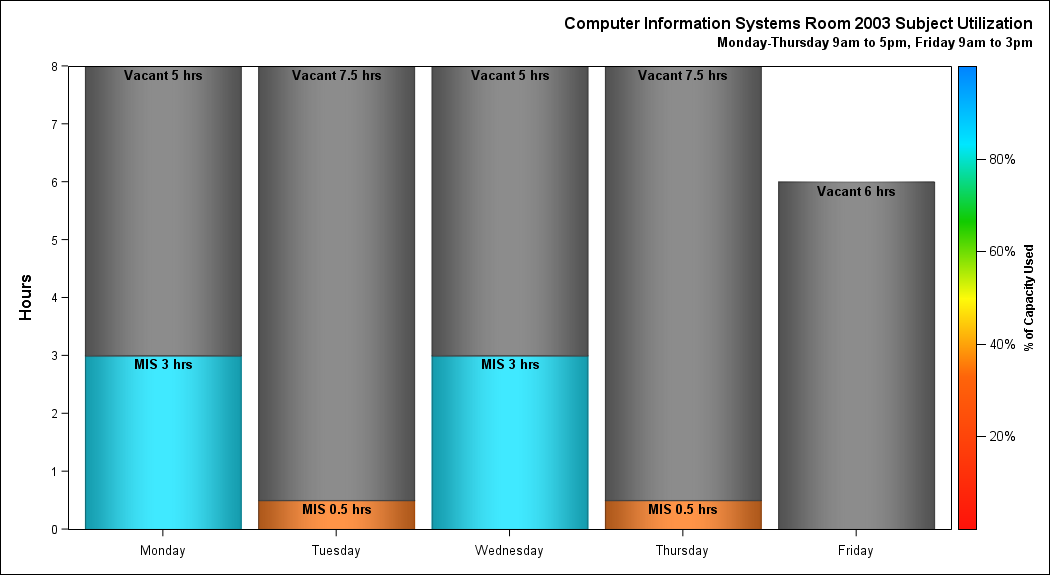 Computer Information Systems Room 2003 Subject Utilization
Monday-Thursday 9am to 5pm, Friday 9am to 3pm
Hours
8
7
6
5
4
3
2
1
0
Vacant 5 hrs
MIS 3 hrs
Vacant 7.5 hrs
MIS 0.5 hrs
Vacant 5 hrs
MIS 3 hrs
Vacant 7.5 hrs
MIS 0.5 hrs
Vacant 6 hrs
Monday
Tuesday
Wednesday
Thursday
Friday
80%
60%
40%
20%
% of Capacity Used